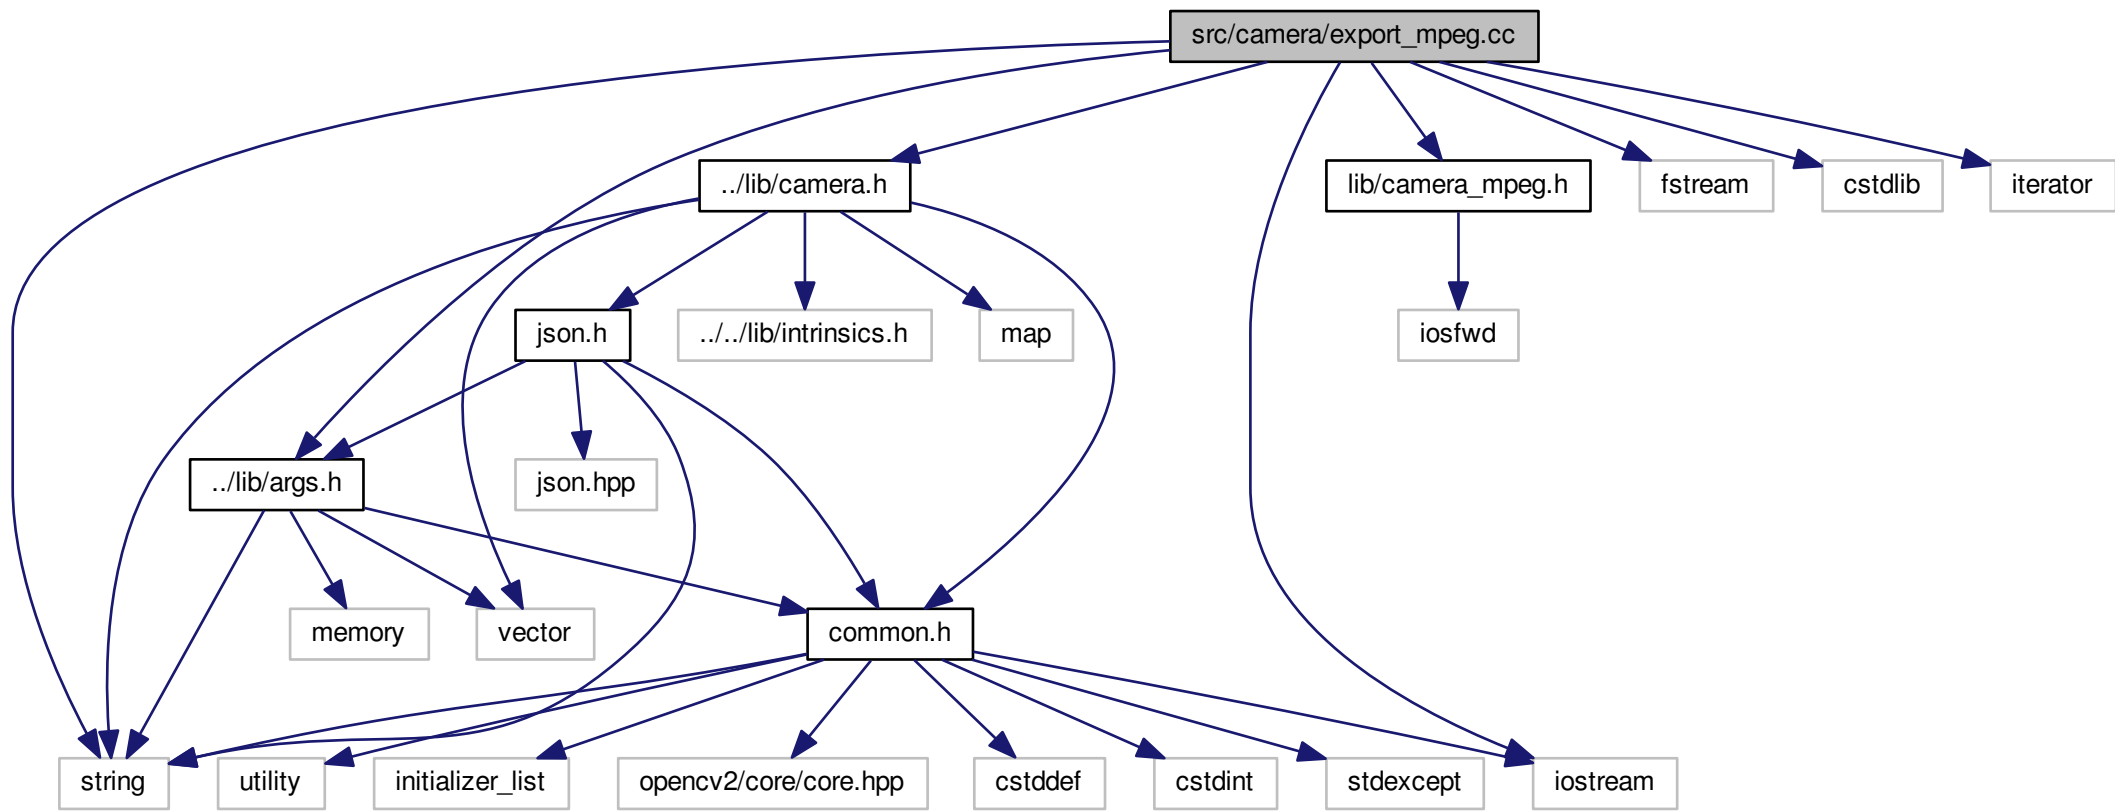 src/camera/export_mpeg.cc
../lib/camera.h
lib/camera_mpeg.h
fstream
cstdlib
iterator
json.h
../../lib/intrinsics.h
map
iosfwd
../lib/args.h
json.hpp
memory
vector
common.h
string
utility
initializer_list
opencv2/core/core.hpp
cstddef
cstdint
stdexcept
iostream